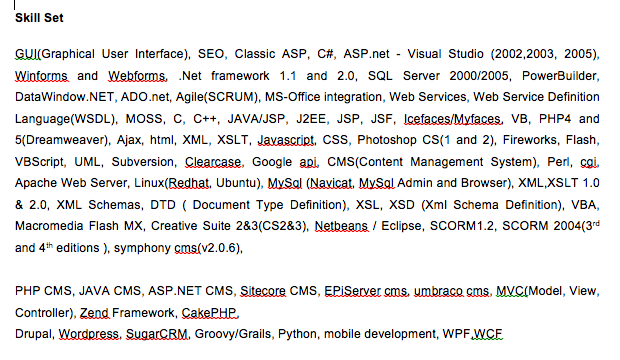 Skill Set
GUI(Graphical User Interface), SEO, Classic ASP, C#, ASP.net - Visual Studio (2002,2003, 2005),
Winforms and Webforms, .Net framework 1.1 and 2.0, SQL Server 2000/2005, PowerBuilder,
DataWindow.NET, ADO.net, Agile(SCRUM), MS-Office integration, Web Services, Web Service Definition
Language(WSDL), MOSS, C, C++, JAVA/JSP, J2EE, JSP, JSF, Icefaces/Myfaces, VB, PHP4 and
5(Dreamweaver), Ajax, html, XML, XSLT, Javascript, CSS, Photoshop CS(1 and 2), Fireworks, Flash,
VBScript, UML, Subversion, Clearcase, Google api, CMS(Content Management System), Perl, cgi,
Apache Web Server, Linux(Redhat, Ubuntu), MySql (Navicat, MySql Admin and Browser), XML,XSLT 1.0
& 2.0, XML Schemas, DTD ( Document Type Definition), XSL, XSD (Xml Schema Definition), VBA,
Macromedia Flash MX, Creative Suite 2&3(CS2&3), Netbeans / Eclipse, SCORM1.2, SCORM 2004(3rd
and 4th editions ), symphony cms(v2.0.6),
PHP CMS, JAVA CMS, ASP.NET CMS, Sitecore CMS, EPiServer cms, umbraco cms, MVC(Model, View,
Controller), Zend Framework, CakePHP,
Drupal, Wordpress, SugarCRM, Groovy/Grails, Python, mobile development, WPF,WCF